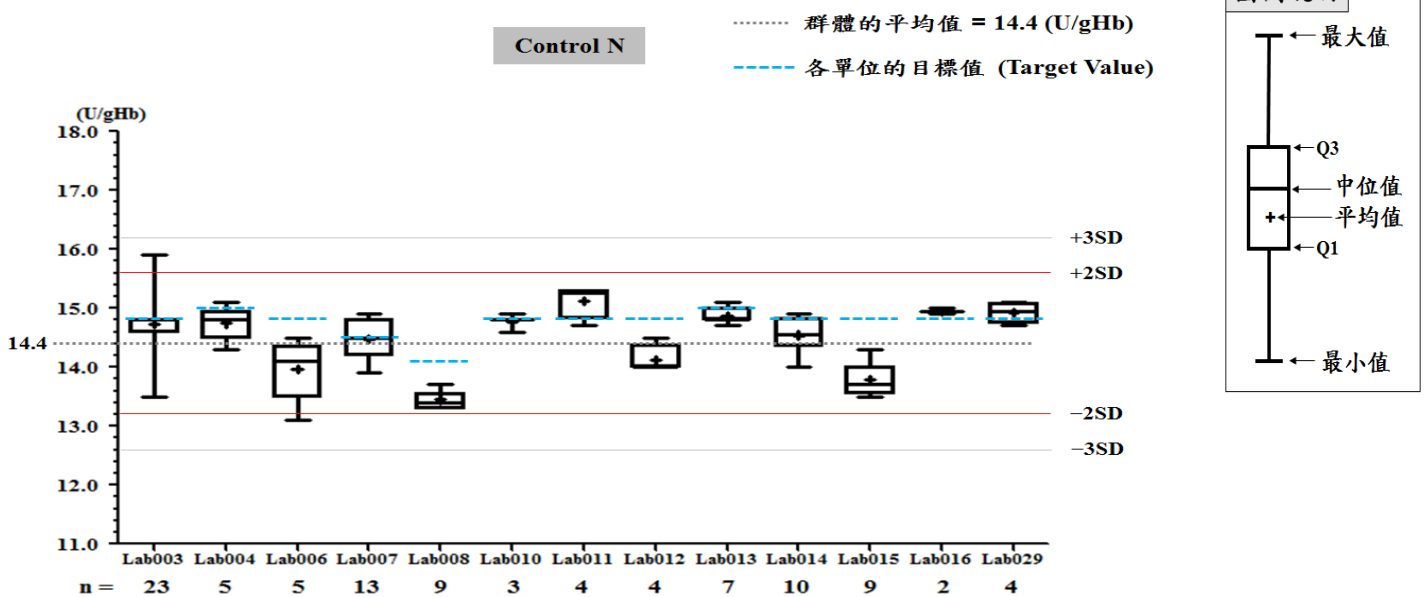 Control N
群體的平均值 = 14.4 (U/gHb)
各單位的目標值 (Target Value)
(U/gHb)
18.0
17.0
16.0
15.0
14.4
14.0
13.0
12.0
11.0
+3SD
+2SD
−2SD
−3SD
Lab003 Lab004 Lab006 Lab007 Lab008 Lab010 Lab011 Lab012 Lab013 Lab014 Lab015 Lab016 Lab029
n = 23 5 5 13 9 3 4 4 7 10 9 2 4
最大值
Q3
中位值
平均值
Q1
最小值